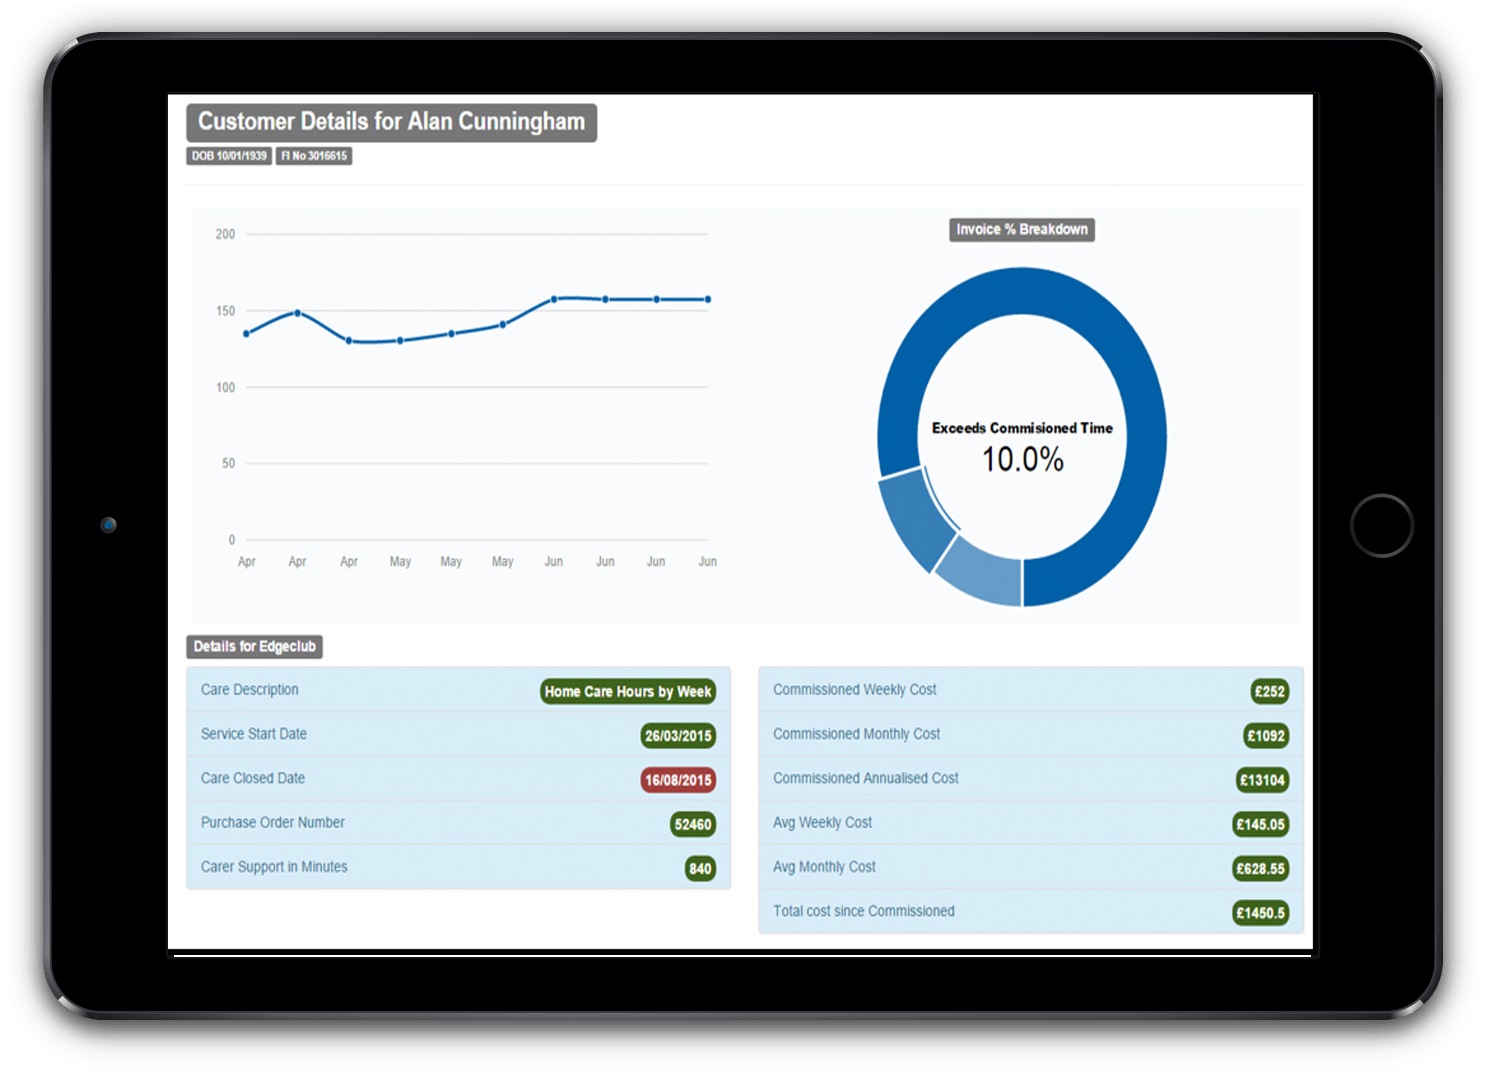 Customer Details for Alan Cunningham
DOB 10/01/1939 FI No 3016615
200
150
100
50
0
Apr Apr Apr May May May Jun Jun Jun Jun
Invoice % Breakdown
Exceeds Commisioned Time
10.0%
Details for Edgeclub
Care Description Home Care Hours by Week
Service Start Date 26/03/2015
Care Closed Date 16/08/2015
Purchase Order Number 52460
Carer Support in Minutes 840
Commissioned Weekly Cost £252
Commissioned Monthly Cost £1092
Commissioned Annualised Cost £13104
Avg Weekly Cost £145.05
Avg Monthly Cost £628.55
Total cost since Commissioned £1450.5